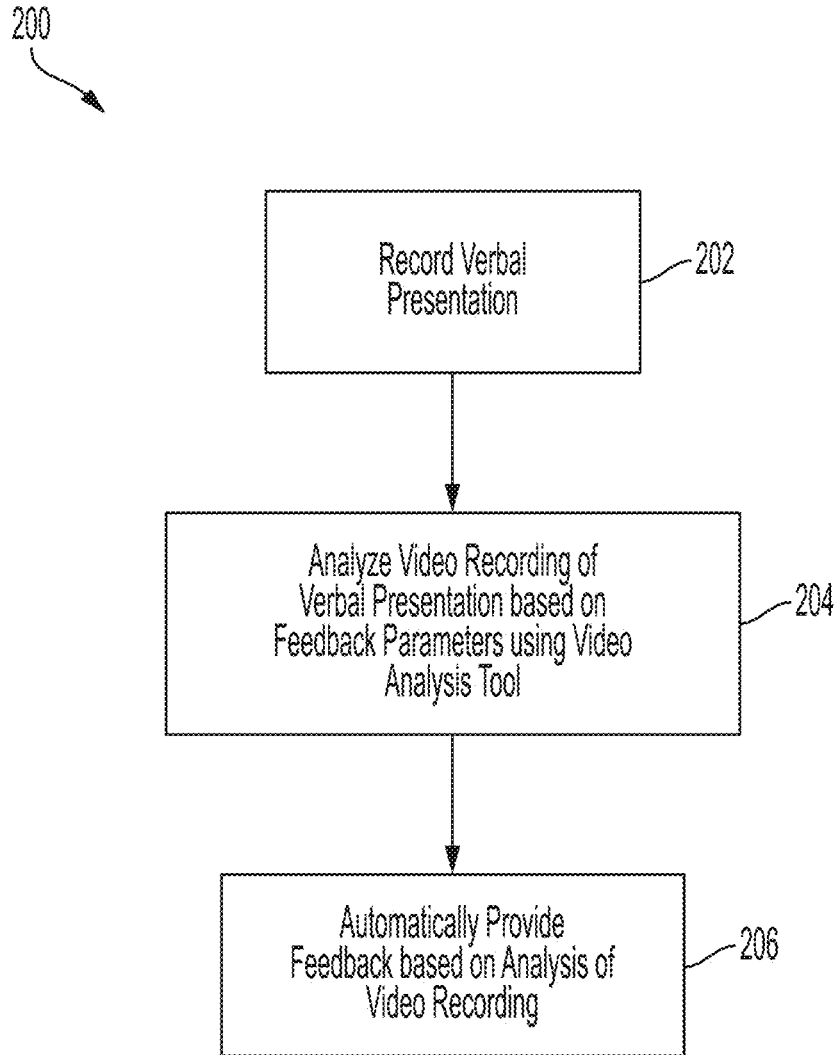 200
Record Verbal
Presentation
202
Analyze Video Recording of
Verbal Presentation based on
Feedback Parameters using Video
Analysis Tool
204
Automatically Provide
Feedback based on Analysis of
Video Recording
206